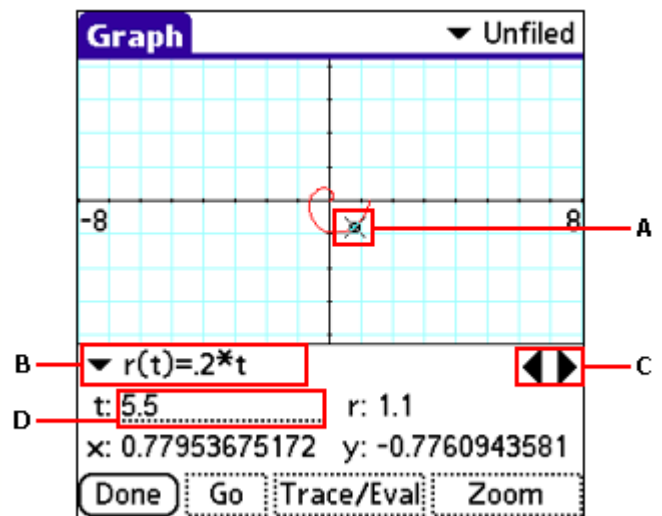 Graph
Unfiled
-8
8
A
B
r(t)=.2*t
C
D
t: 5.5
r: 1.1
x: 0.77953675172
y: -0.7760943581
Done
Go
Trace/Eval
Zoom